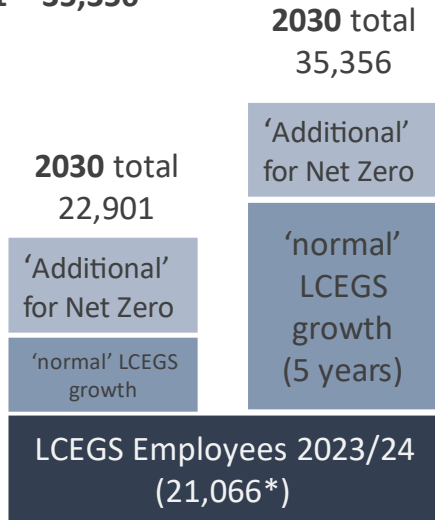 2030 total
35,356
'Additional'
for Net Zero
2030 total
22,901
'normal'
LCEGS
growth
(5 years)
'Additional'
for Net Zero
'normal' LCEGS
growth
LCEGS Employees 2023/24
(21,066*)